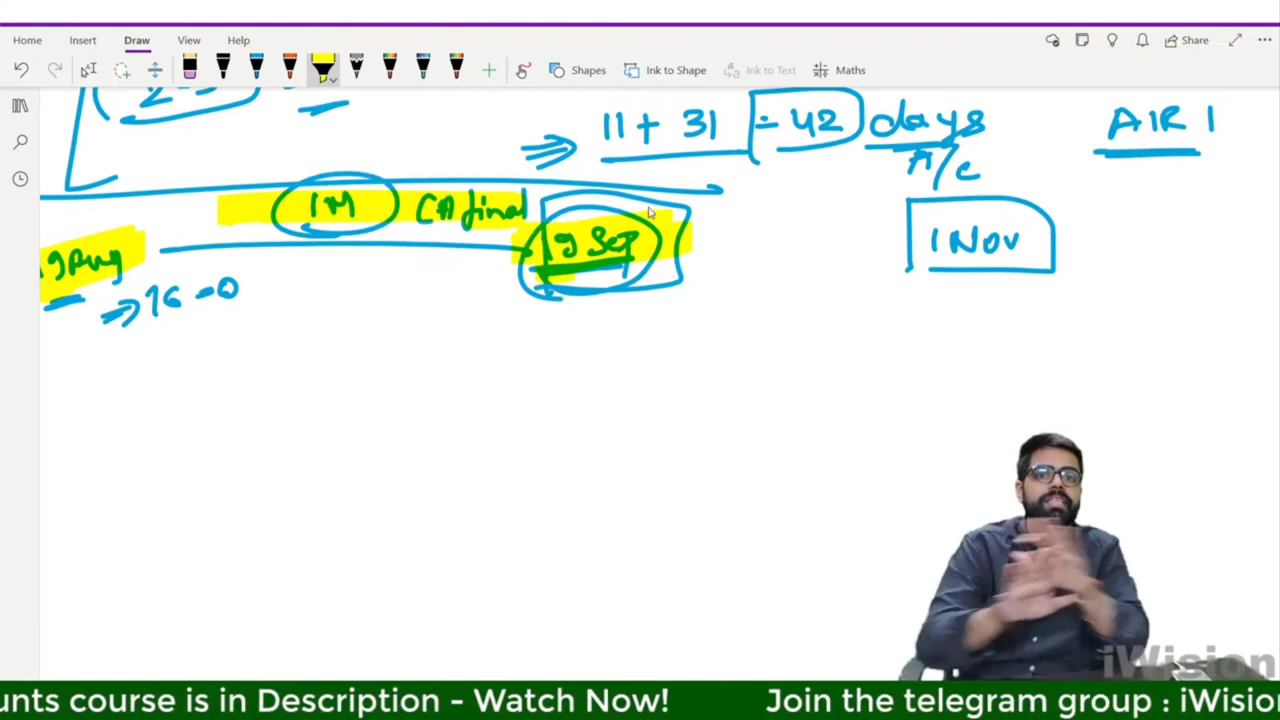 Home Insert Draw View Help
Share
Shapes Ink to Shape Ink to Text Maths
11 + 31 = 42 days AIR 1
A/c
1M CA final
9 Sep 1 Nov
9 Aug
iWision
unts course is in Description - Watch Now! Join the telegram group : iWision